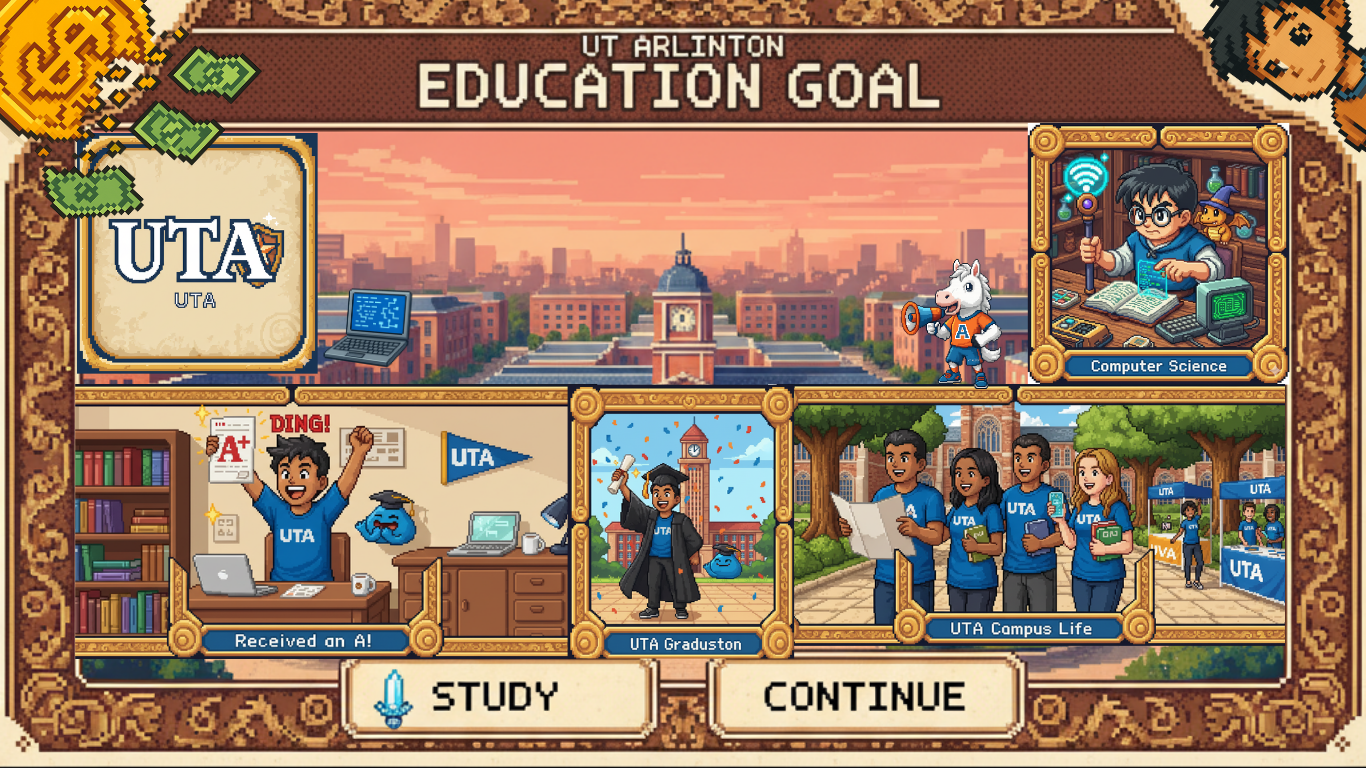 UT ARLINTON
EDUCATION GOAL
UTA
UTA
A
Computer Science
A+
DING!
UTA
UTA
Received an A!
UTA
UTA Graduston
A
UTA
UTA
UTA
UTA
UTA
UTA
UTA Campus Life
STUDY
CONTINUE